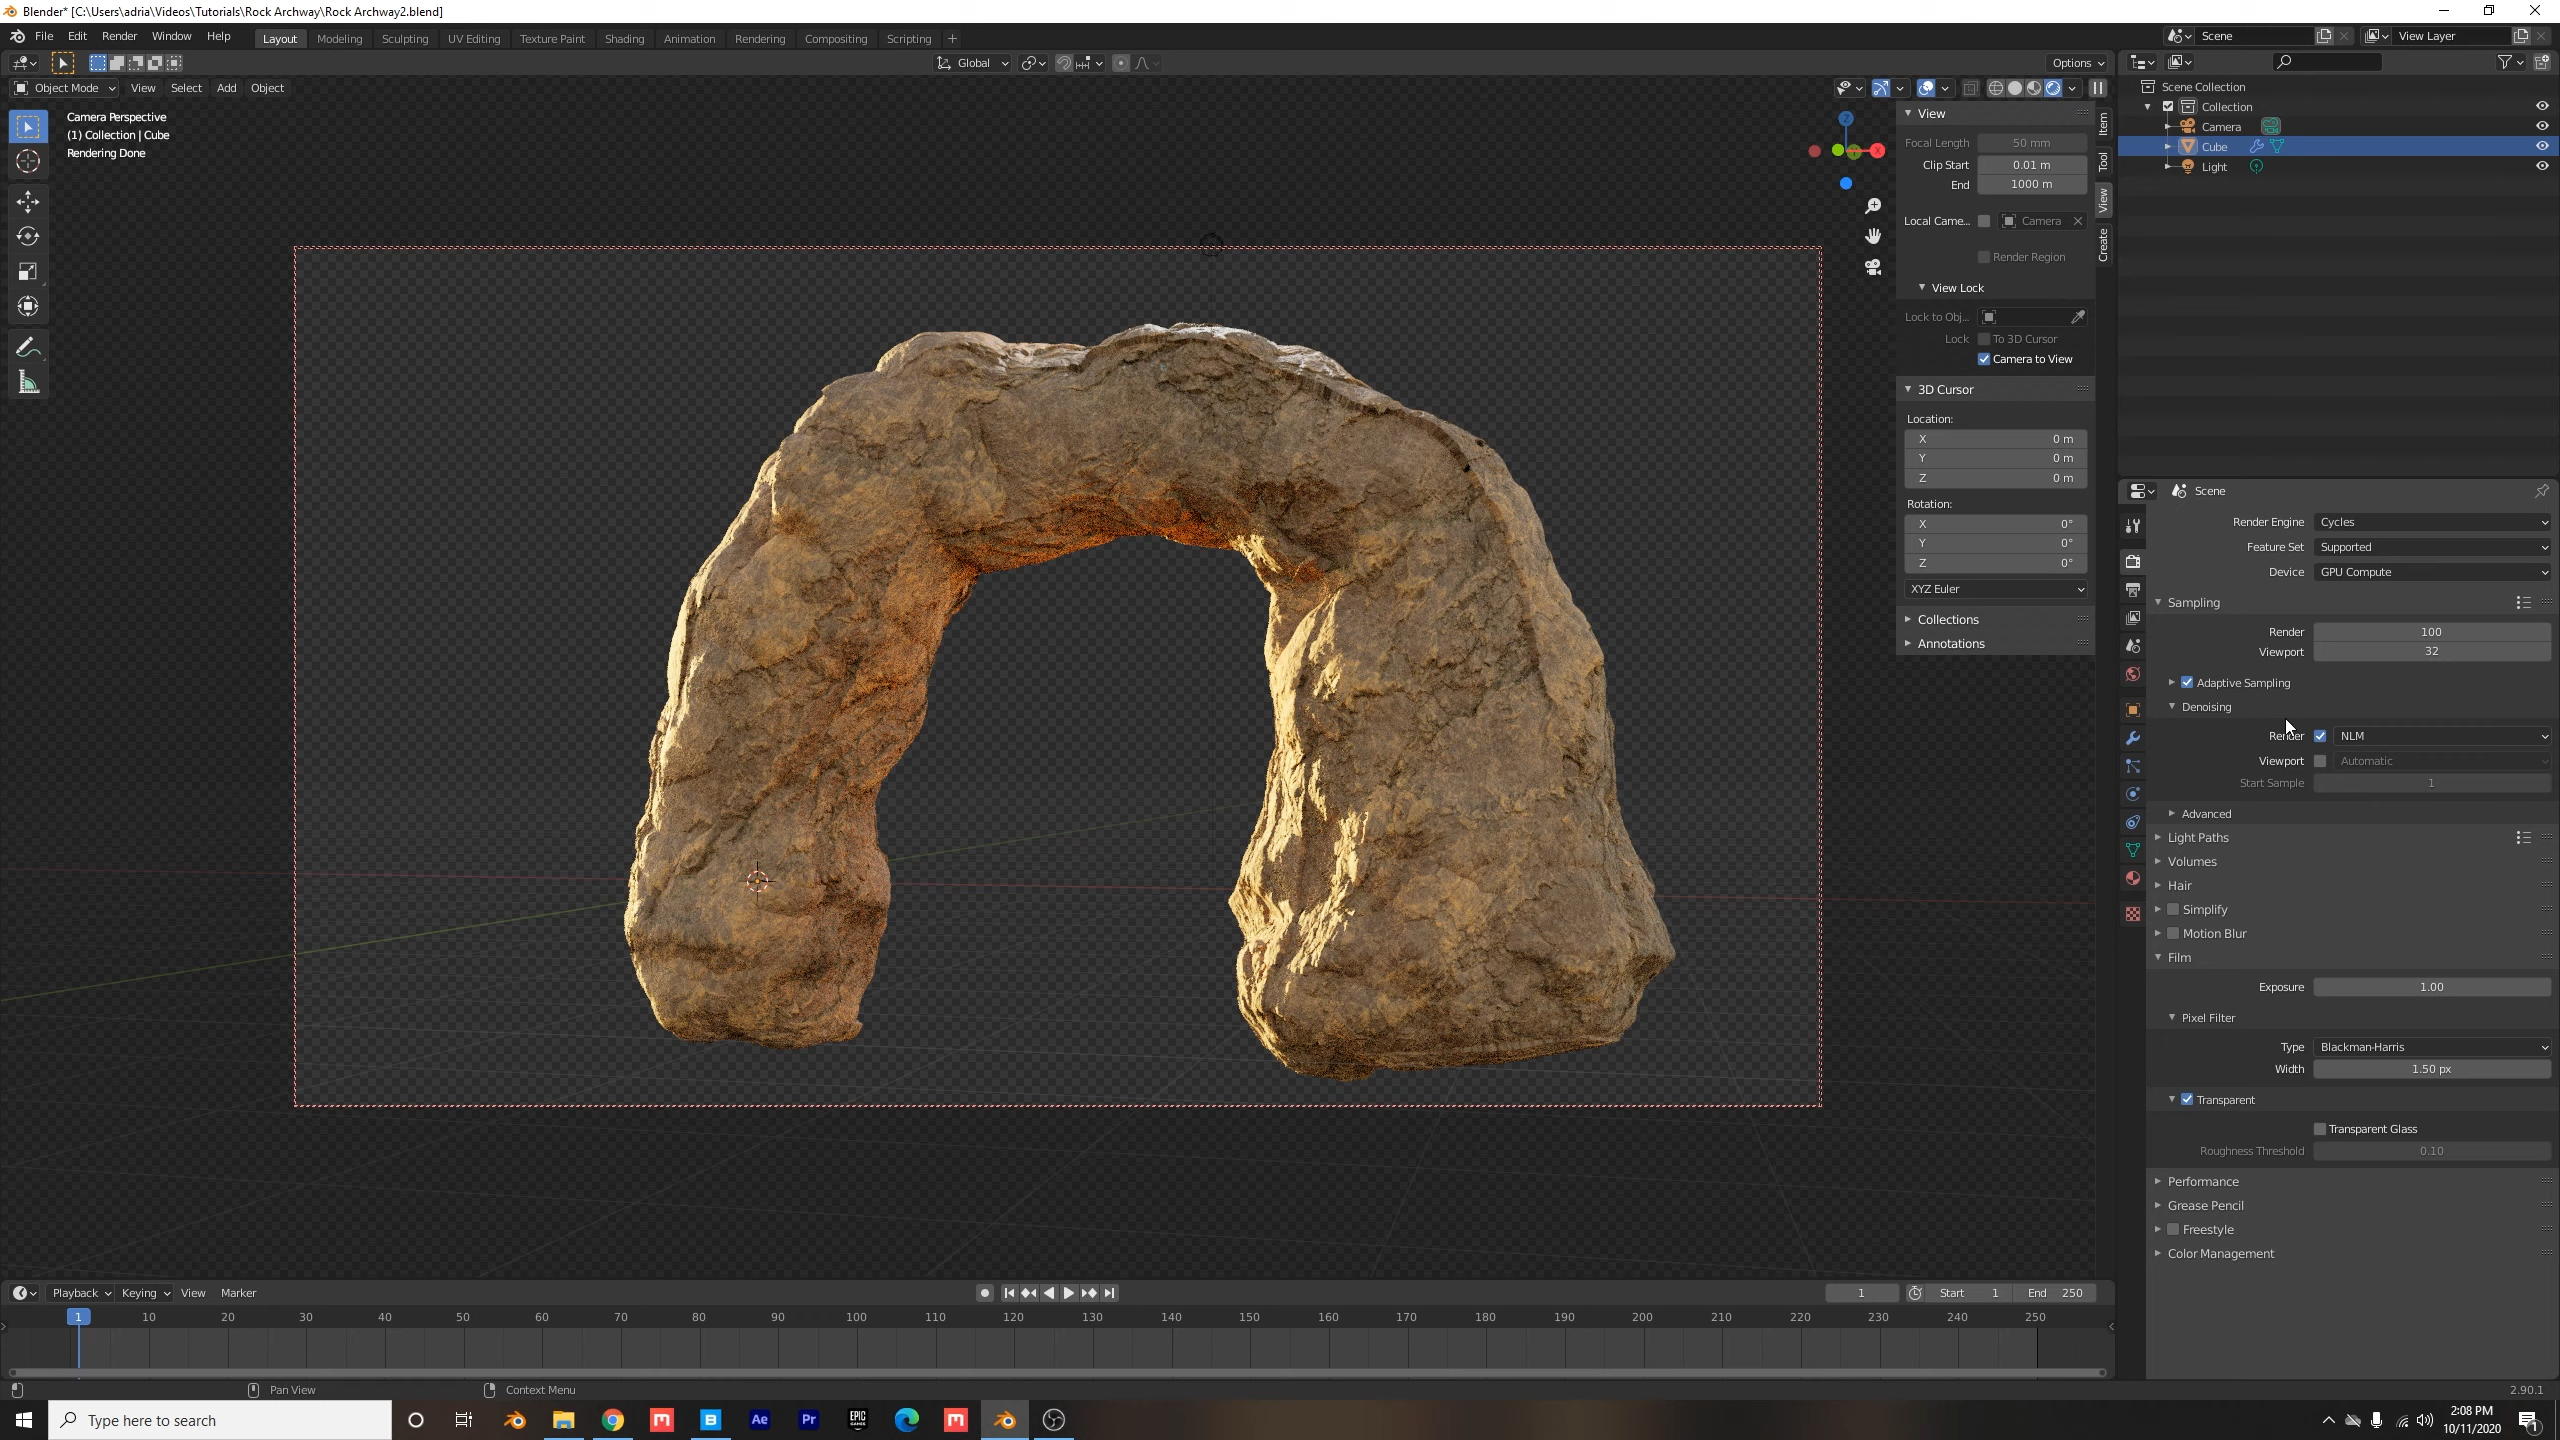 Blender* [C:\Users\adria\Videos\Tutorials\Rock Archway\Rock Archway2.blend]
File Edit Render Window Help Layout Modeling Sculpting UV Editing Texture Paint Shading Animation Rendering Compositing Scripting + Scene View Layer
Global Options
Object Mode View Select Add Object
Camera Perspective
(1) Collection | Cube
Rendering Done
Z
X
View
Focal Length 50 mm
Clip Start 0.01 m
End 1000 m
Local Came... Camera
Render Region
View Lock
Lock to Obj...
Lock To 3D Cursor
Camera to View
3D Cursor
Location:
X 0 m
Y 0 m
Z 0 m
Rotation:
X 0°
Y 0°
Z 0°
XYZ Euler
Collections
Annotations
Item
Tool
View
Create
Scene Collection
Collection
Camera
Cube
Light
Scene
Render Engine Cycles
Feature Set Supported
Device GPU Compute
Sampling
Render 100
Viewport 32
Adaptive Sampling
Denoising
Render NLM
Viewport Automatic
Start Sample 1
Advanced
Light Paths
Volumes
Hair
Simplify
Motion Blur
Film
Exposure 1.00
Pixel Filter
Type Blackman-Harris
Width 1.50 px
Transparent
Transparent Glass
Roughness Threshold 0.10
Performance
Grease Pencil
Freestyle
Color Management
Playback Keying View Marker 1 Start 1 End 250
1 10 20 30 40 50 60 70 80 90 100 110 120 130 140 150 160 170 180 190 200 210 220 230 240 250
Pan View Context Menu 2.90.1
Type here to search
M B Ae Pr EPIC GAMES M
2:08 PM
10/11/2020
1